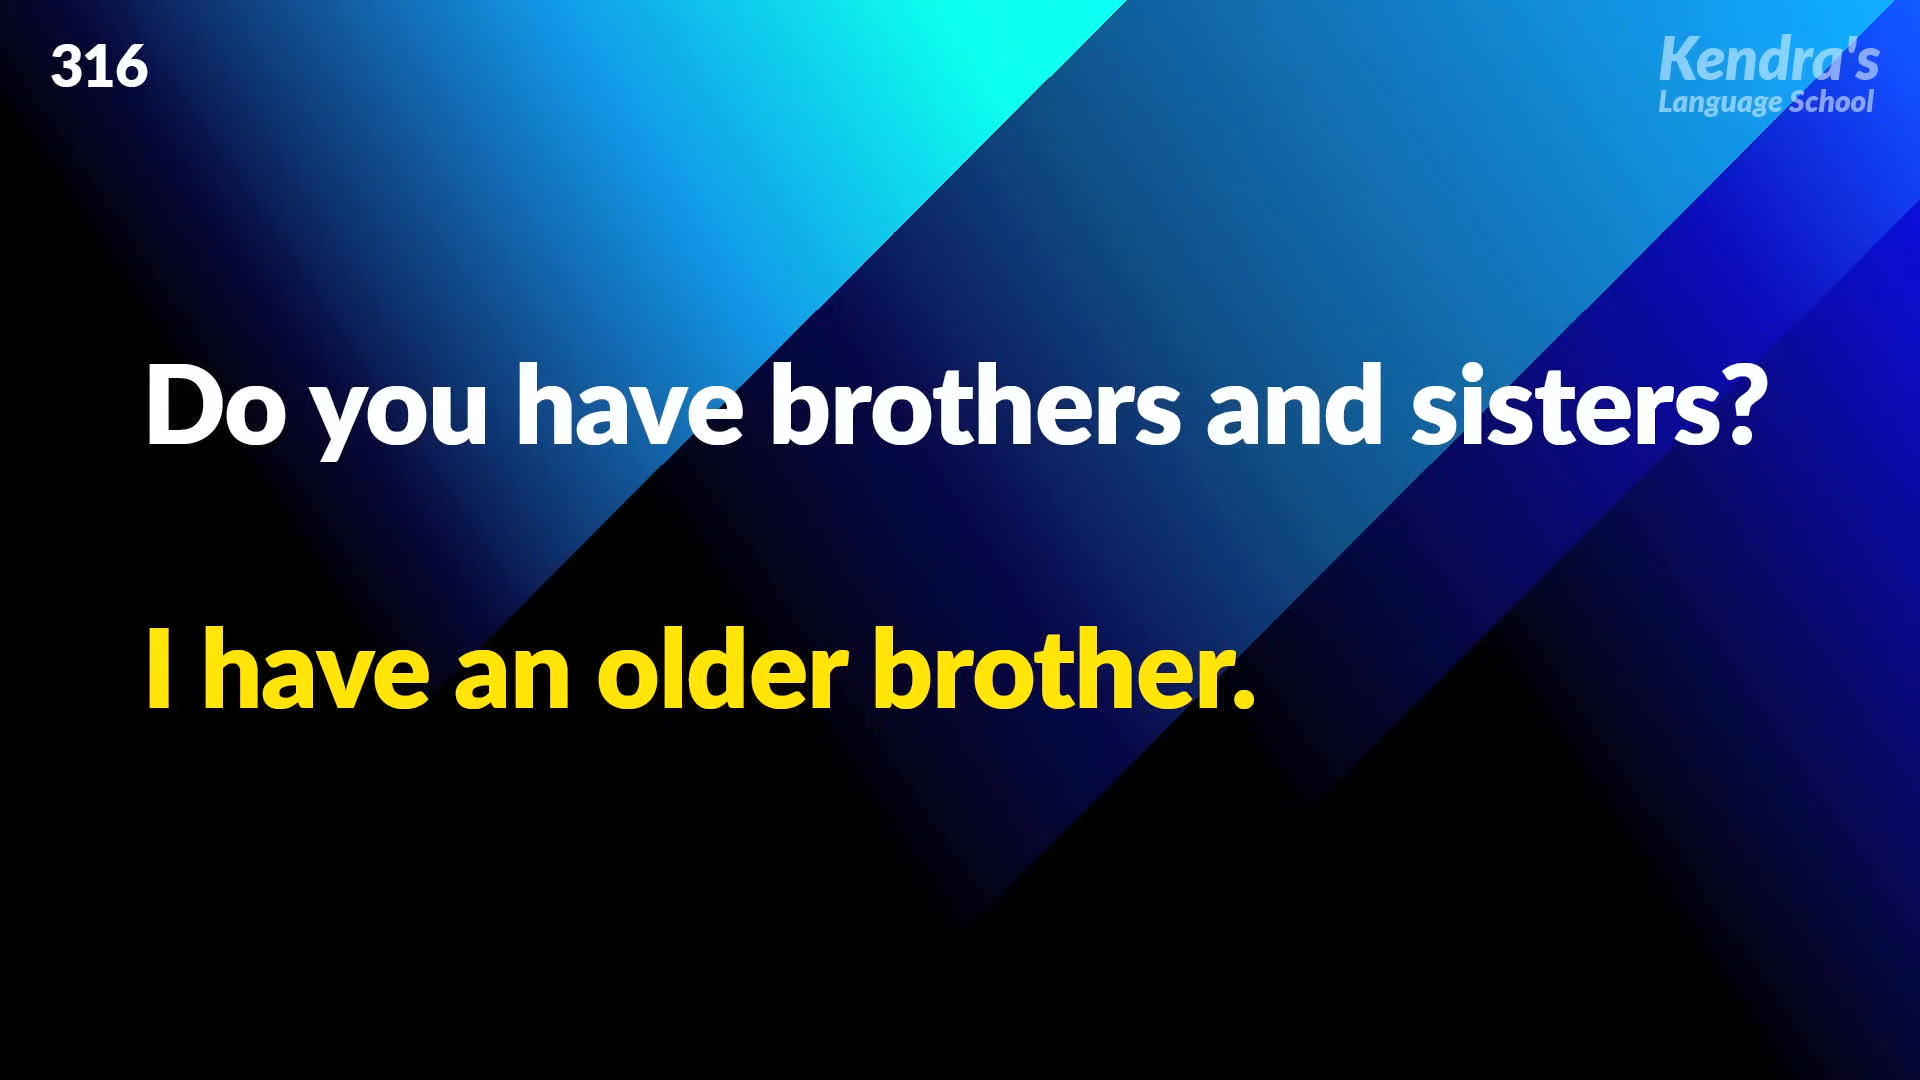 316
Kendra's
Language School
Do you have brothers and sisters?
I have an older brother.